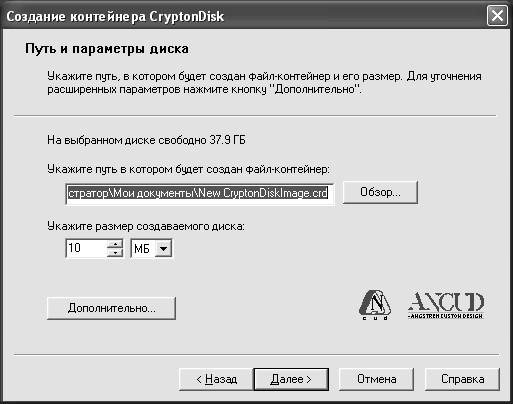 Создание контейнера CryptonDisk
Путь и параметры диска
Укажите путь, в котором будет создан файл-контейнер и его размер. Для уточнения
расширенных параметров нажмите кнопку "Дополнительно".
На выбранном диске свободно 37.9 ГБ
Укажите путь в котором будет создан файл-контейнер:
стратор\Мои документы\New CryptonDiskImage.crd
Обзор...
Укажите размер создаваемого диска:
10 МБ
Дополнительно...
N
c u d
ANCUD
-ANGSTREM CUSTOM DESIGN
< Назад Далее > Отмена Справка